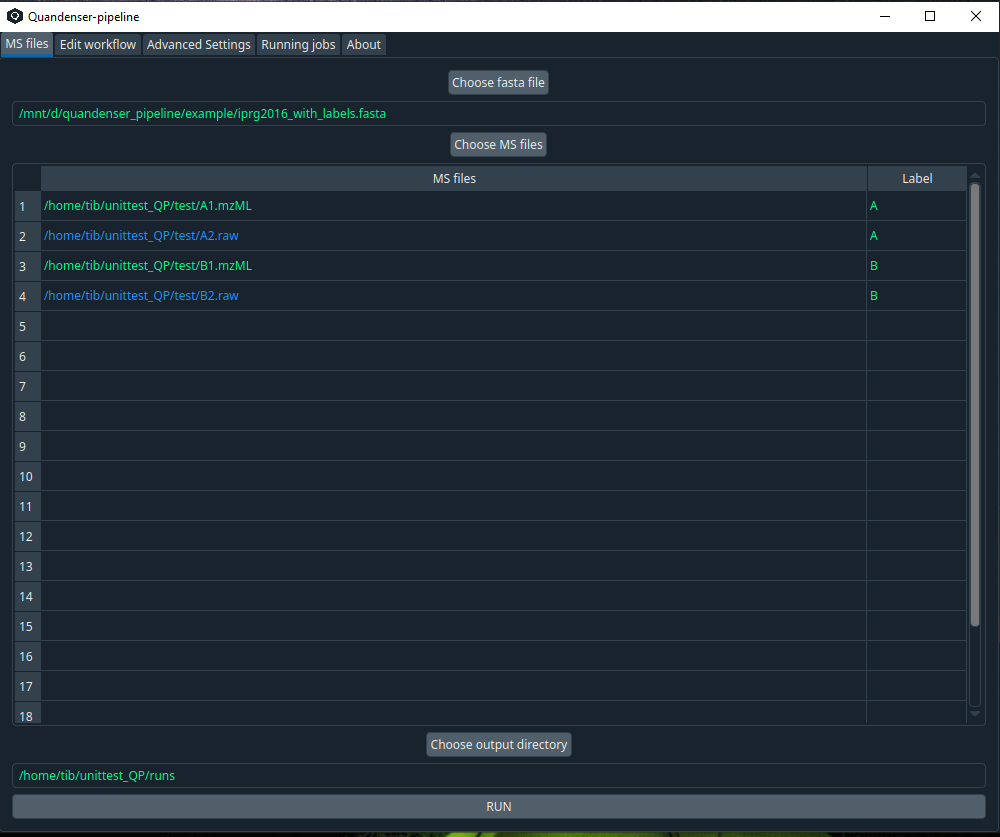 Quandenser-pipeline
MS files Edit workflow Advanced Settings Running jobs About
Choose fasta file
/mnt/d/quandenser_pipeline/example/iprg2016_with_labels.fasta
Choose MS files
MS files Label
1 /home/tib/unittest_QP/test/A1.mzML A
2 /home/tib/unittest_QP/test/A2.raw A
3 /home/tib/unittest_QP/test/B1.mzML B
4 /home/tib/unittest_QP/test/B2.raw B
5
6
7
8
9
10
11
12
13
14
15
16
17
18
Choose output directory
/home/tib/unittest_QP/runs
RUN